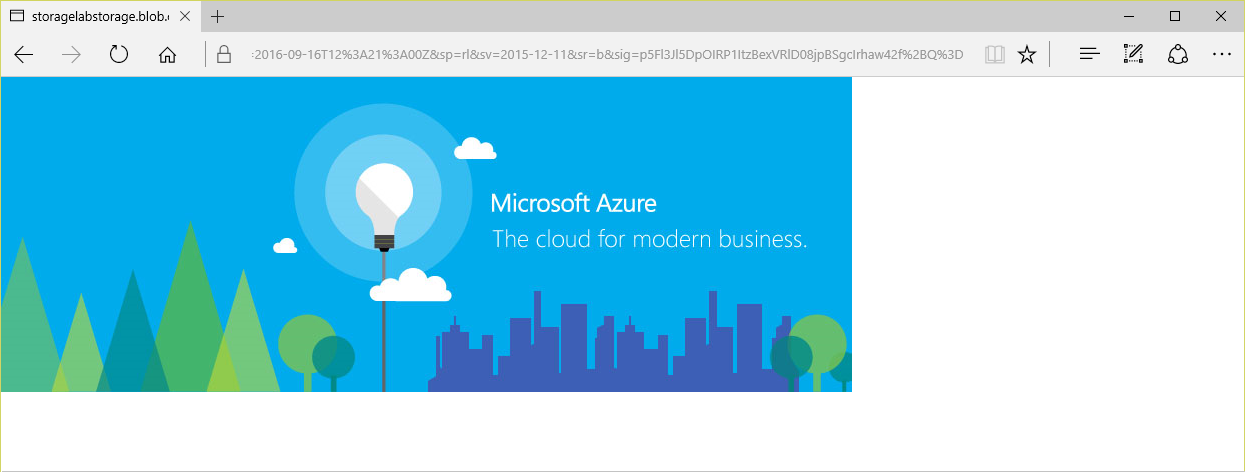 storagelabstorage.blob.c
=2016-09-16T12%3A21%3A00Z&sp=rl&sv=2015-12-11&sr=b&sig=p5Fl3Jl5DpOIRP1ItzBexVRlD08jpBSgcIrhaw42f%2BQ%3D
Microsoft Azure
The cloud for modern business.